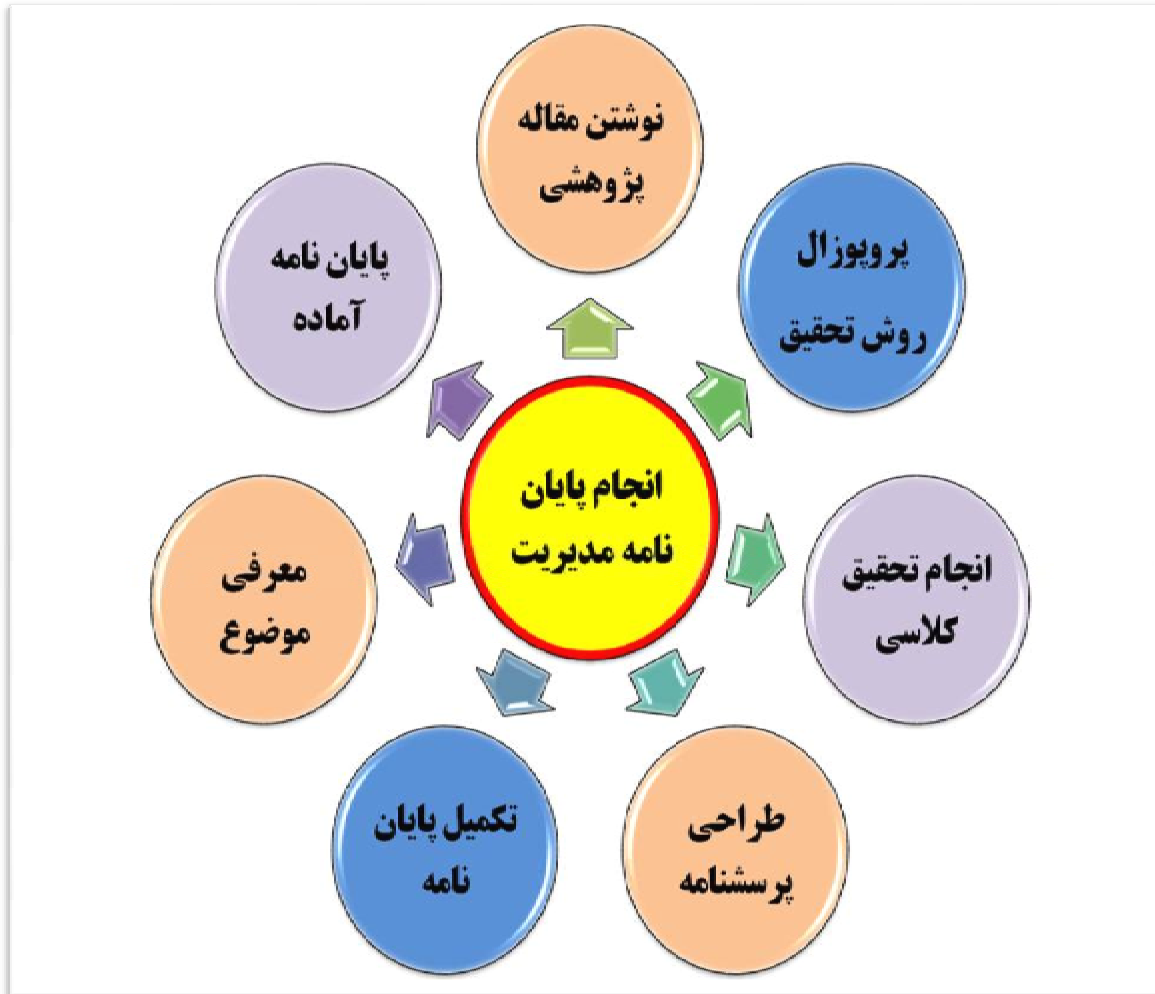 نوشتن مقاله
پژوهشی
پروپوزال
روش تحقیق
انجام تحقیق
کلاسی
طراحی
پرسشنامه
تکمیل پایان
نامه
معرفی
موضوع
پایان نامه
آماده
انجام پایان
نامه مدیریت